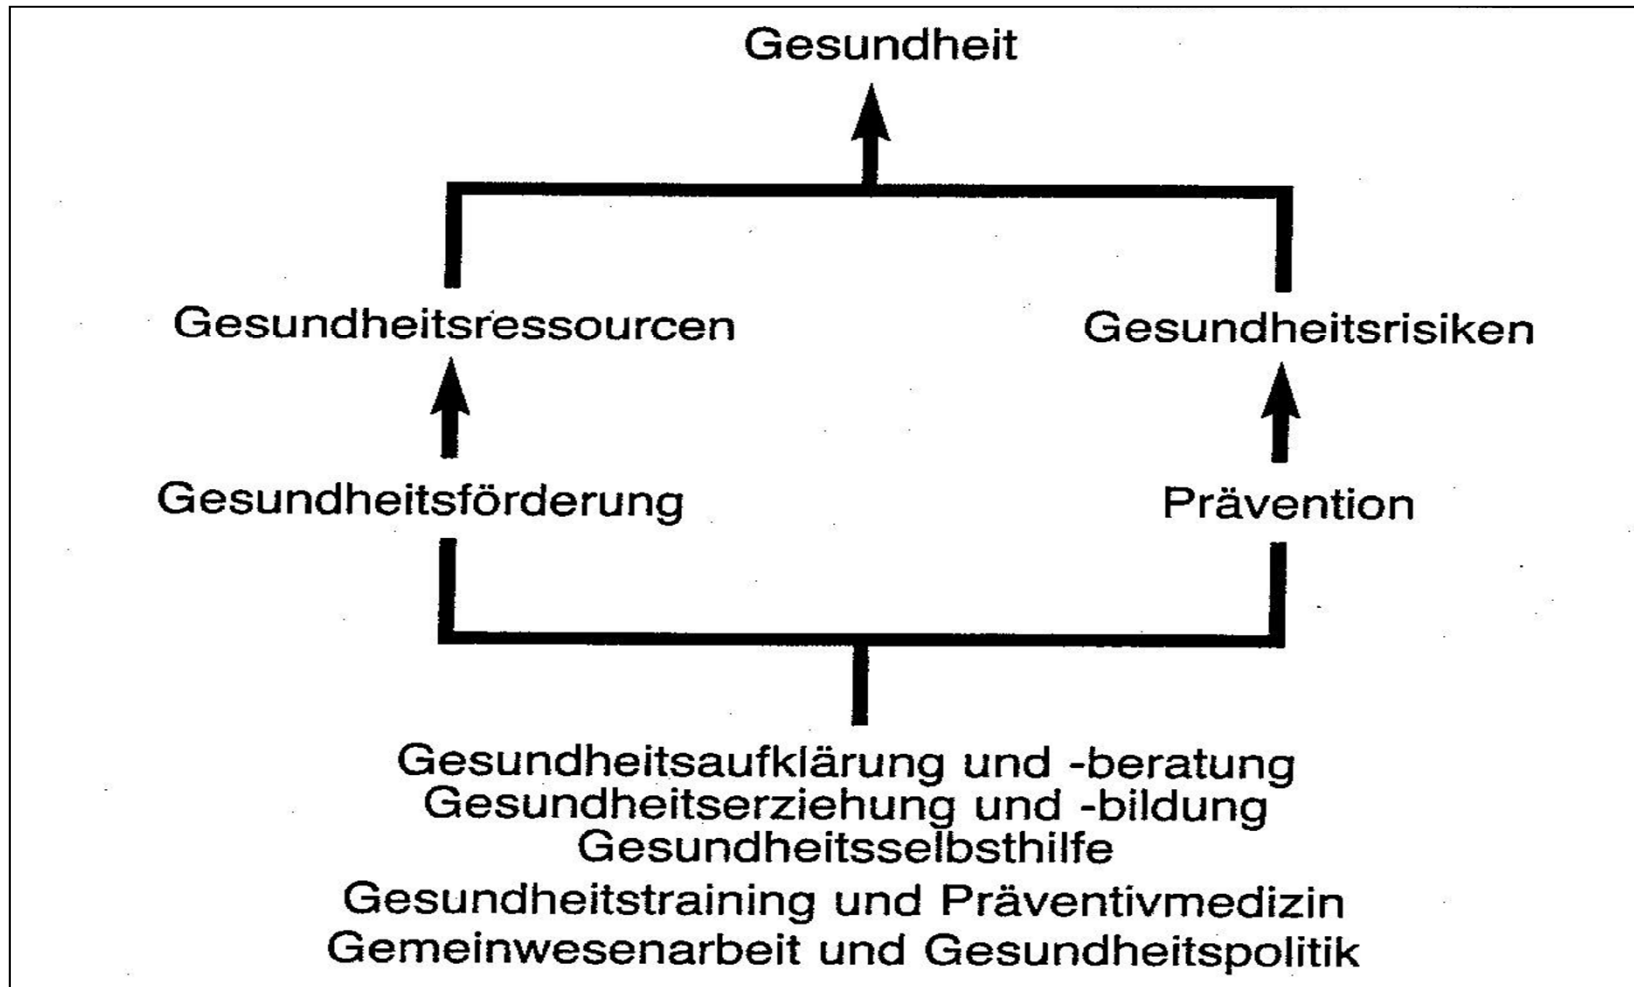 Gesundheit
Gesundheitsressourcen
Gesundheitsrisiken
Gesundheitsförderung
Prävention
Gesundheitsaufklärung und -beratung
Gesundheitserziehung und -bildung
Gesundheitsselbsthilfe
Gesundheitstraining und Präventivmedizin
Gemeinwesenarbeit und Gesundheitspolitik